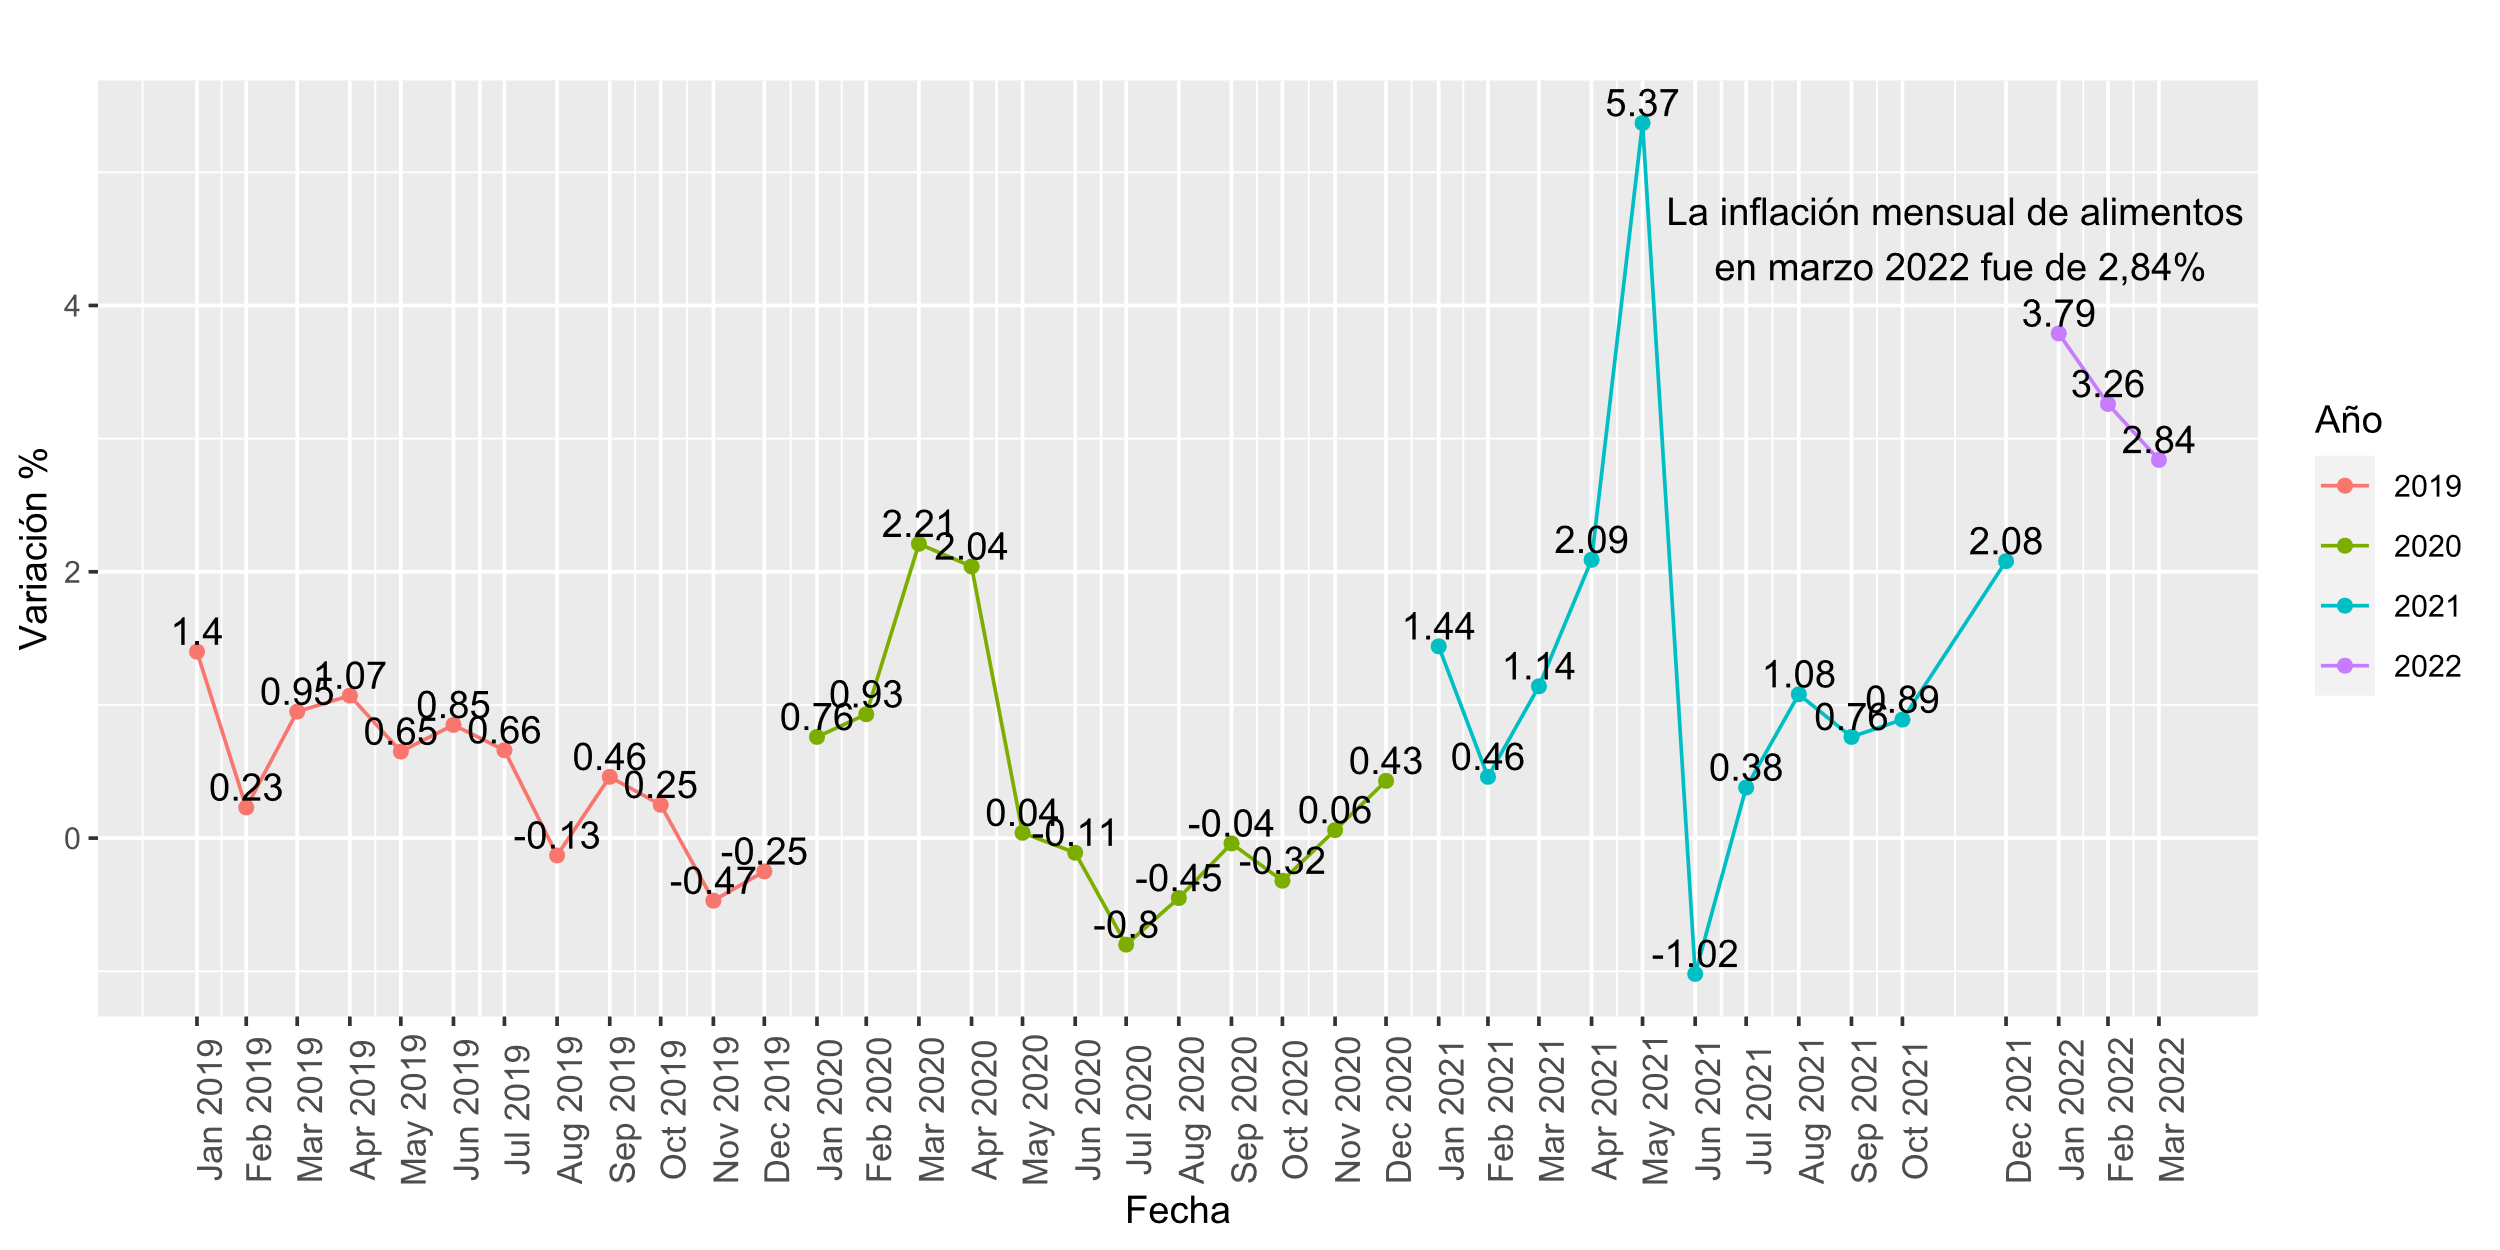 5.37
La inflación mensual de alimentos
en marzo 2022 fue de 2,84%
3.79
3.26
2.84
2.21
2.04
2.09
2.08
1.4
0.23
0.95
1.07
0.65
0.85
0.66
-0.13
0.46
0.25
-0.47
-0.25
0.76
0.93
0.04
-0.11
-0.8
-0.45
-0.04
-0.32
0.06
0.43
1.44
0.46
1.14
-1.02
0.38
1.08
0.76
0.89
4
2
0
Variación %
Jan 2019
Feb 2019
Mar 2019
Apr 2019
May 2019
Jun 2019
Jul 2019
Aug 2019
Sep 2019
Oct 2019
Nov 2019
Dec 2019
Jan 2020
Feb 2020
Mar 2020
Apr 2020
May 2020
Jun 2020
Jul 2020
Aug 2020
Sep 2020
Oct 2020
Nov 2020
Dec 2020
Jan 2021
Feb 2021
Mar 2021
Apr 2021
May 2021
Jun 2021
Jul 2021
Aug 2021
Sep 2021
Oct 2021
Dec 2021
Jan 2022
Feb 2022
Mar 2022
Fecha
Año
2019
2020
2021
2022